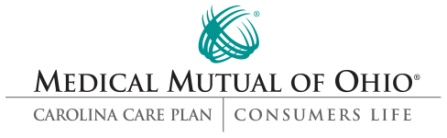 ®
MEDICAL MUTUAL OF OHIO®
CAROLINA CARE PLAN | CONSUMERS LIFE